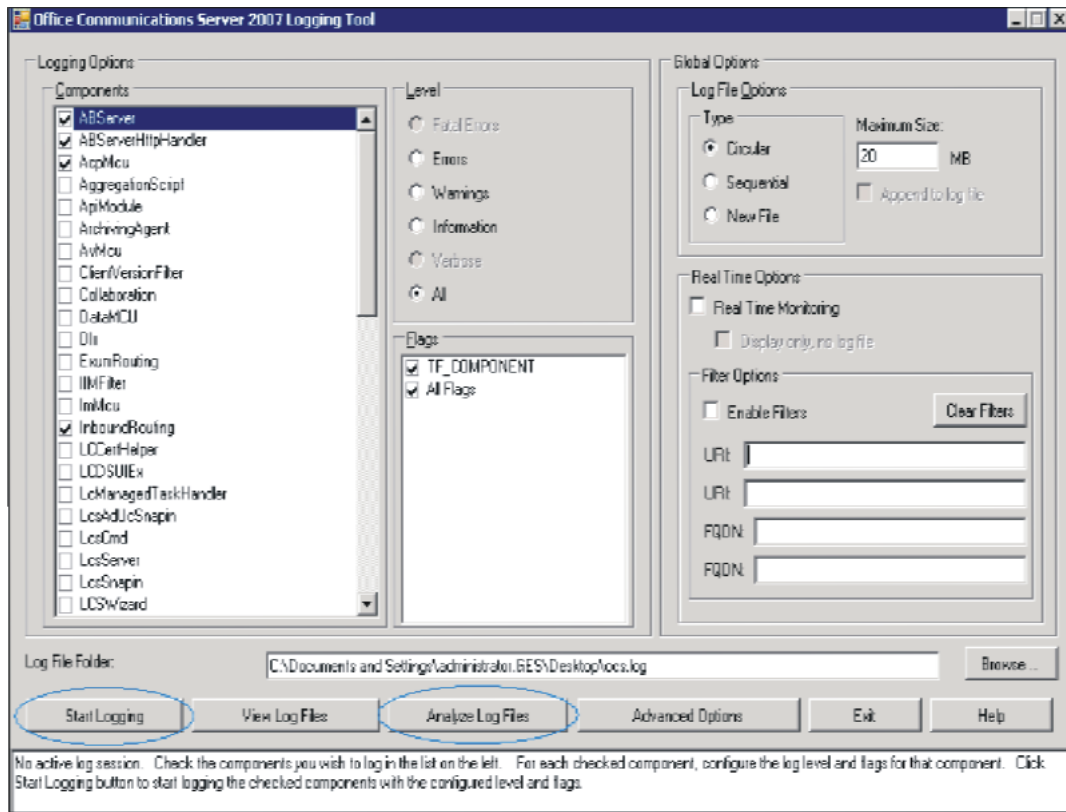 Office Communications Server 2007 Logging Tool
Logging Options
Components
ABServer
ABServerHttpHandler
AcpMcu
AggregationScript
ApiModule
ArchivingAgent
AvMcu
ClientVersionFilter
Collaboration
DataMCU
Dlx
ExumRouting
IIMFilter
ImMcu
InboundRouting
LCCertHelper
LCDSUIEx
LcManagedTaskHandler
LcsAdUcSnapin
LcsCmd
LcsServer
LcsSnapin
LCSWizard
Level
Fatal Errors
Errors
Warnings
Information
Verbose
All
Flags
TF_COMPONENT
All Flags
Global Options
Log File Options
Type
Circular
Sequential
New File
Maximum Size:
20 MB
Append to log file
Real Time Options
Real Time Monitoring
Display only, no log file
Filter Options
Enable Filters
Clear Filters
URI:
URI:
FQDN:
FQDN:
Log File Folder:
C:\Documents and Settings\administrator.GES\Desktop\ocs.log
Browse ...
Start Logging
View Log Files
Analyze Log Files
Advanced Options
Exit
Help
No active log session. Check the components you wish to log in the list on the left. For each checked component, configure the log level and flags for that component. Click
Start Logging button to start logging the checked components with the configured level and flags.